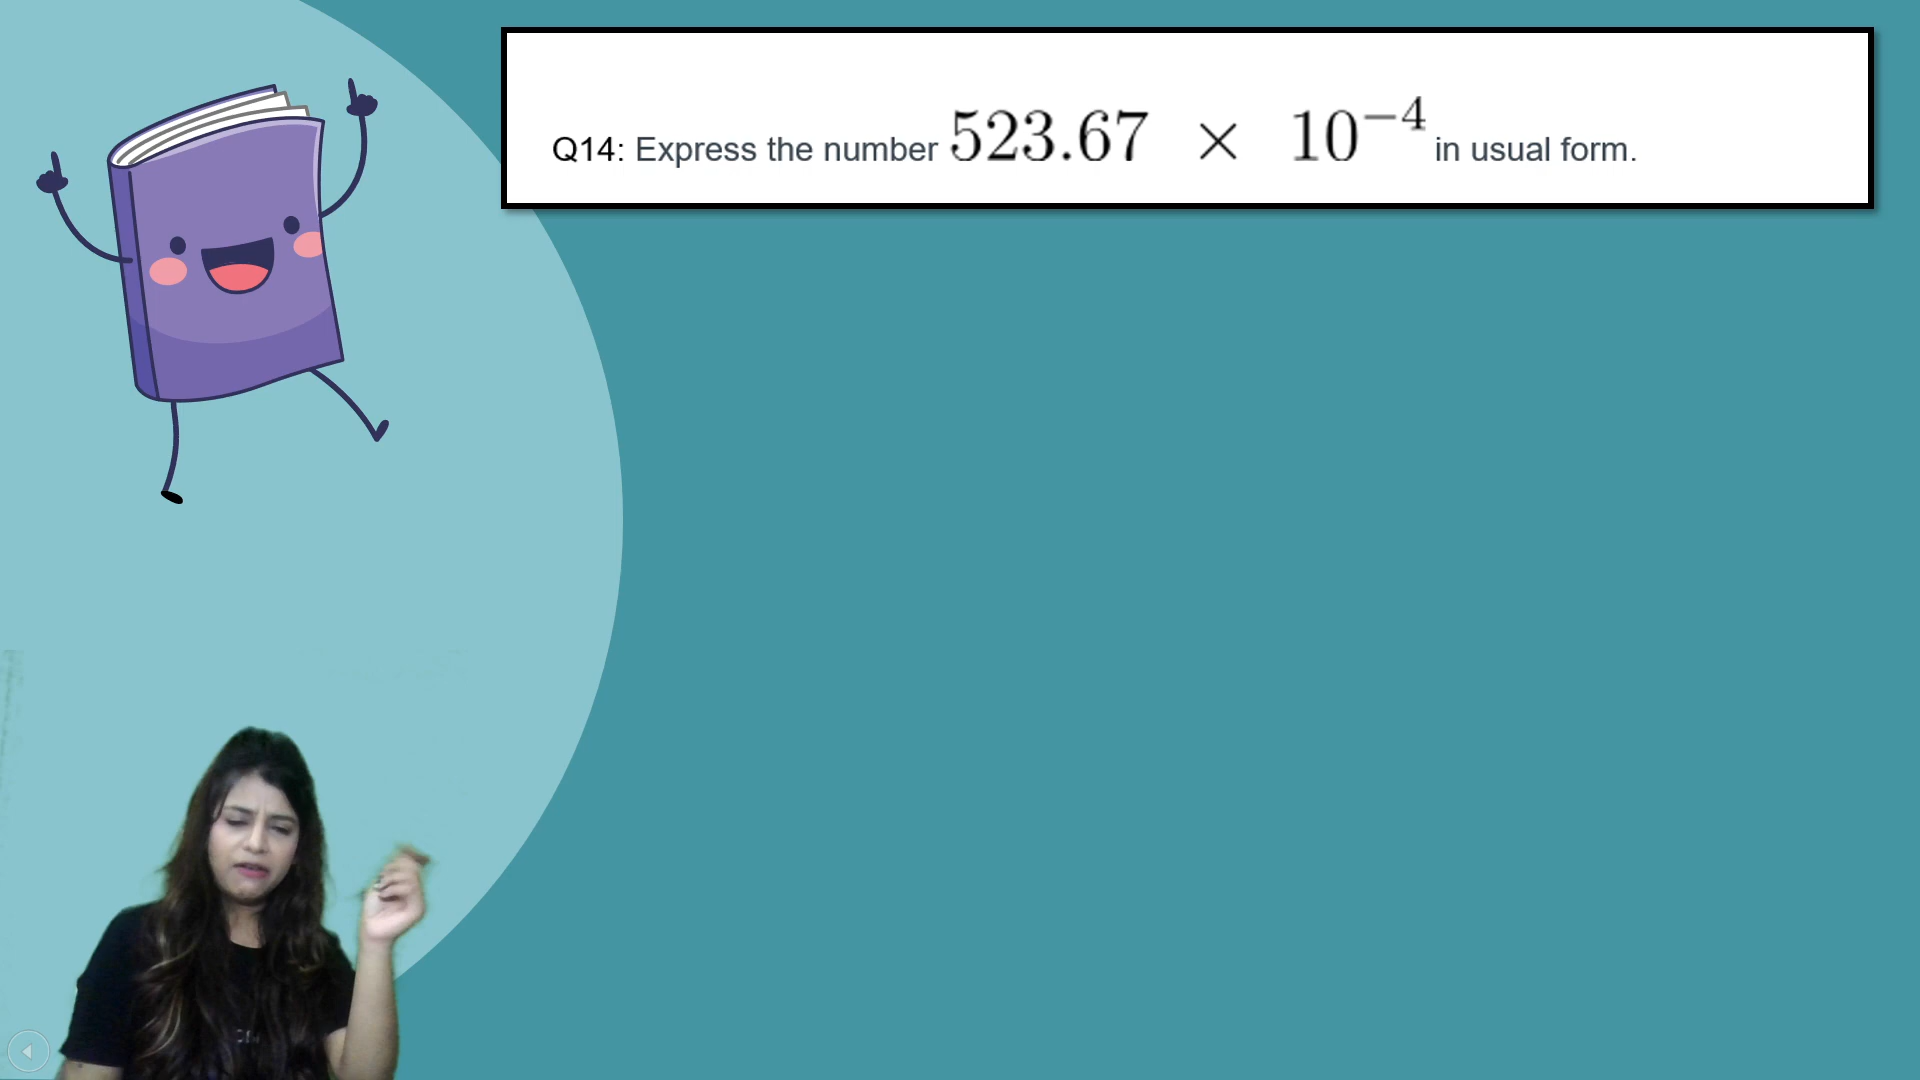 Q14: Express the number 523.67 × 10⁻⁴ in usual form.